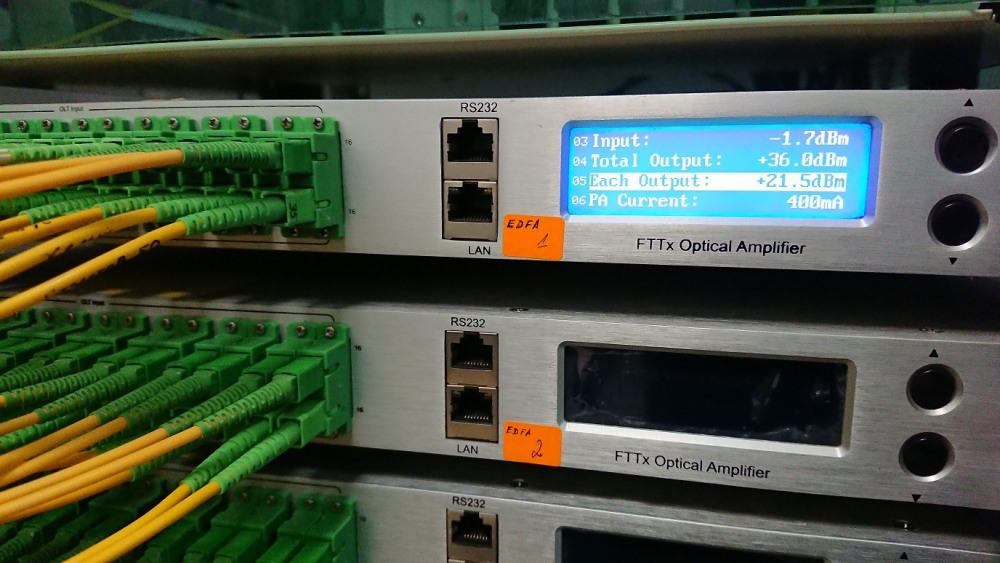 OLT Input
RS232
16
16
LAN
EDFA
1
03 Input: -1.7dBm
04 Total Output: +36.0dBm
05 Each Output: +21.5dBm
06 PA Current: 400mA
FTTx Optical Amplifier
OLT Input
RS232
16
16
LAN
EDFA
2
FTTx Optical Amplifier
RS232